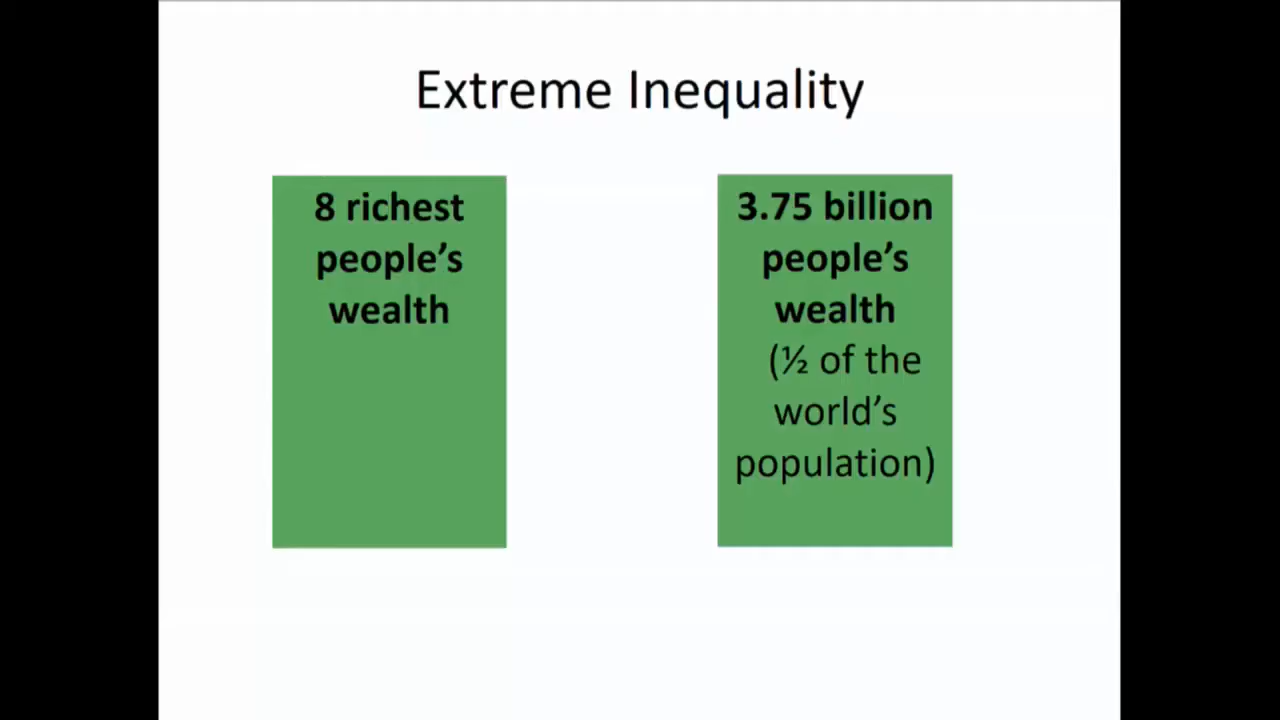 Extreme Inequality
8 richest
people’s
wealth
3.75 billion
people’s
wealth
(½ of the
world’s
population)